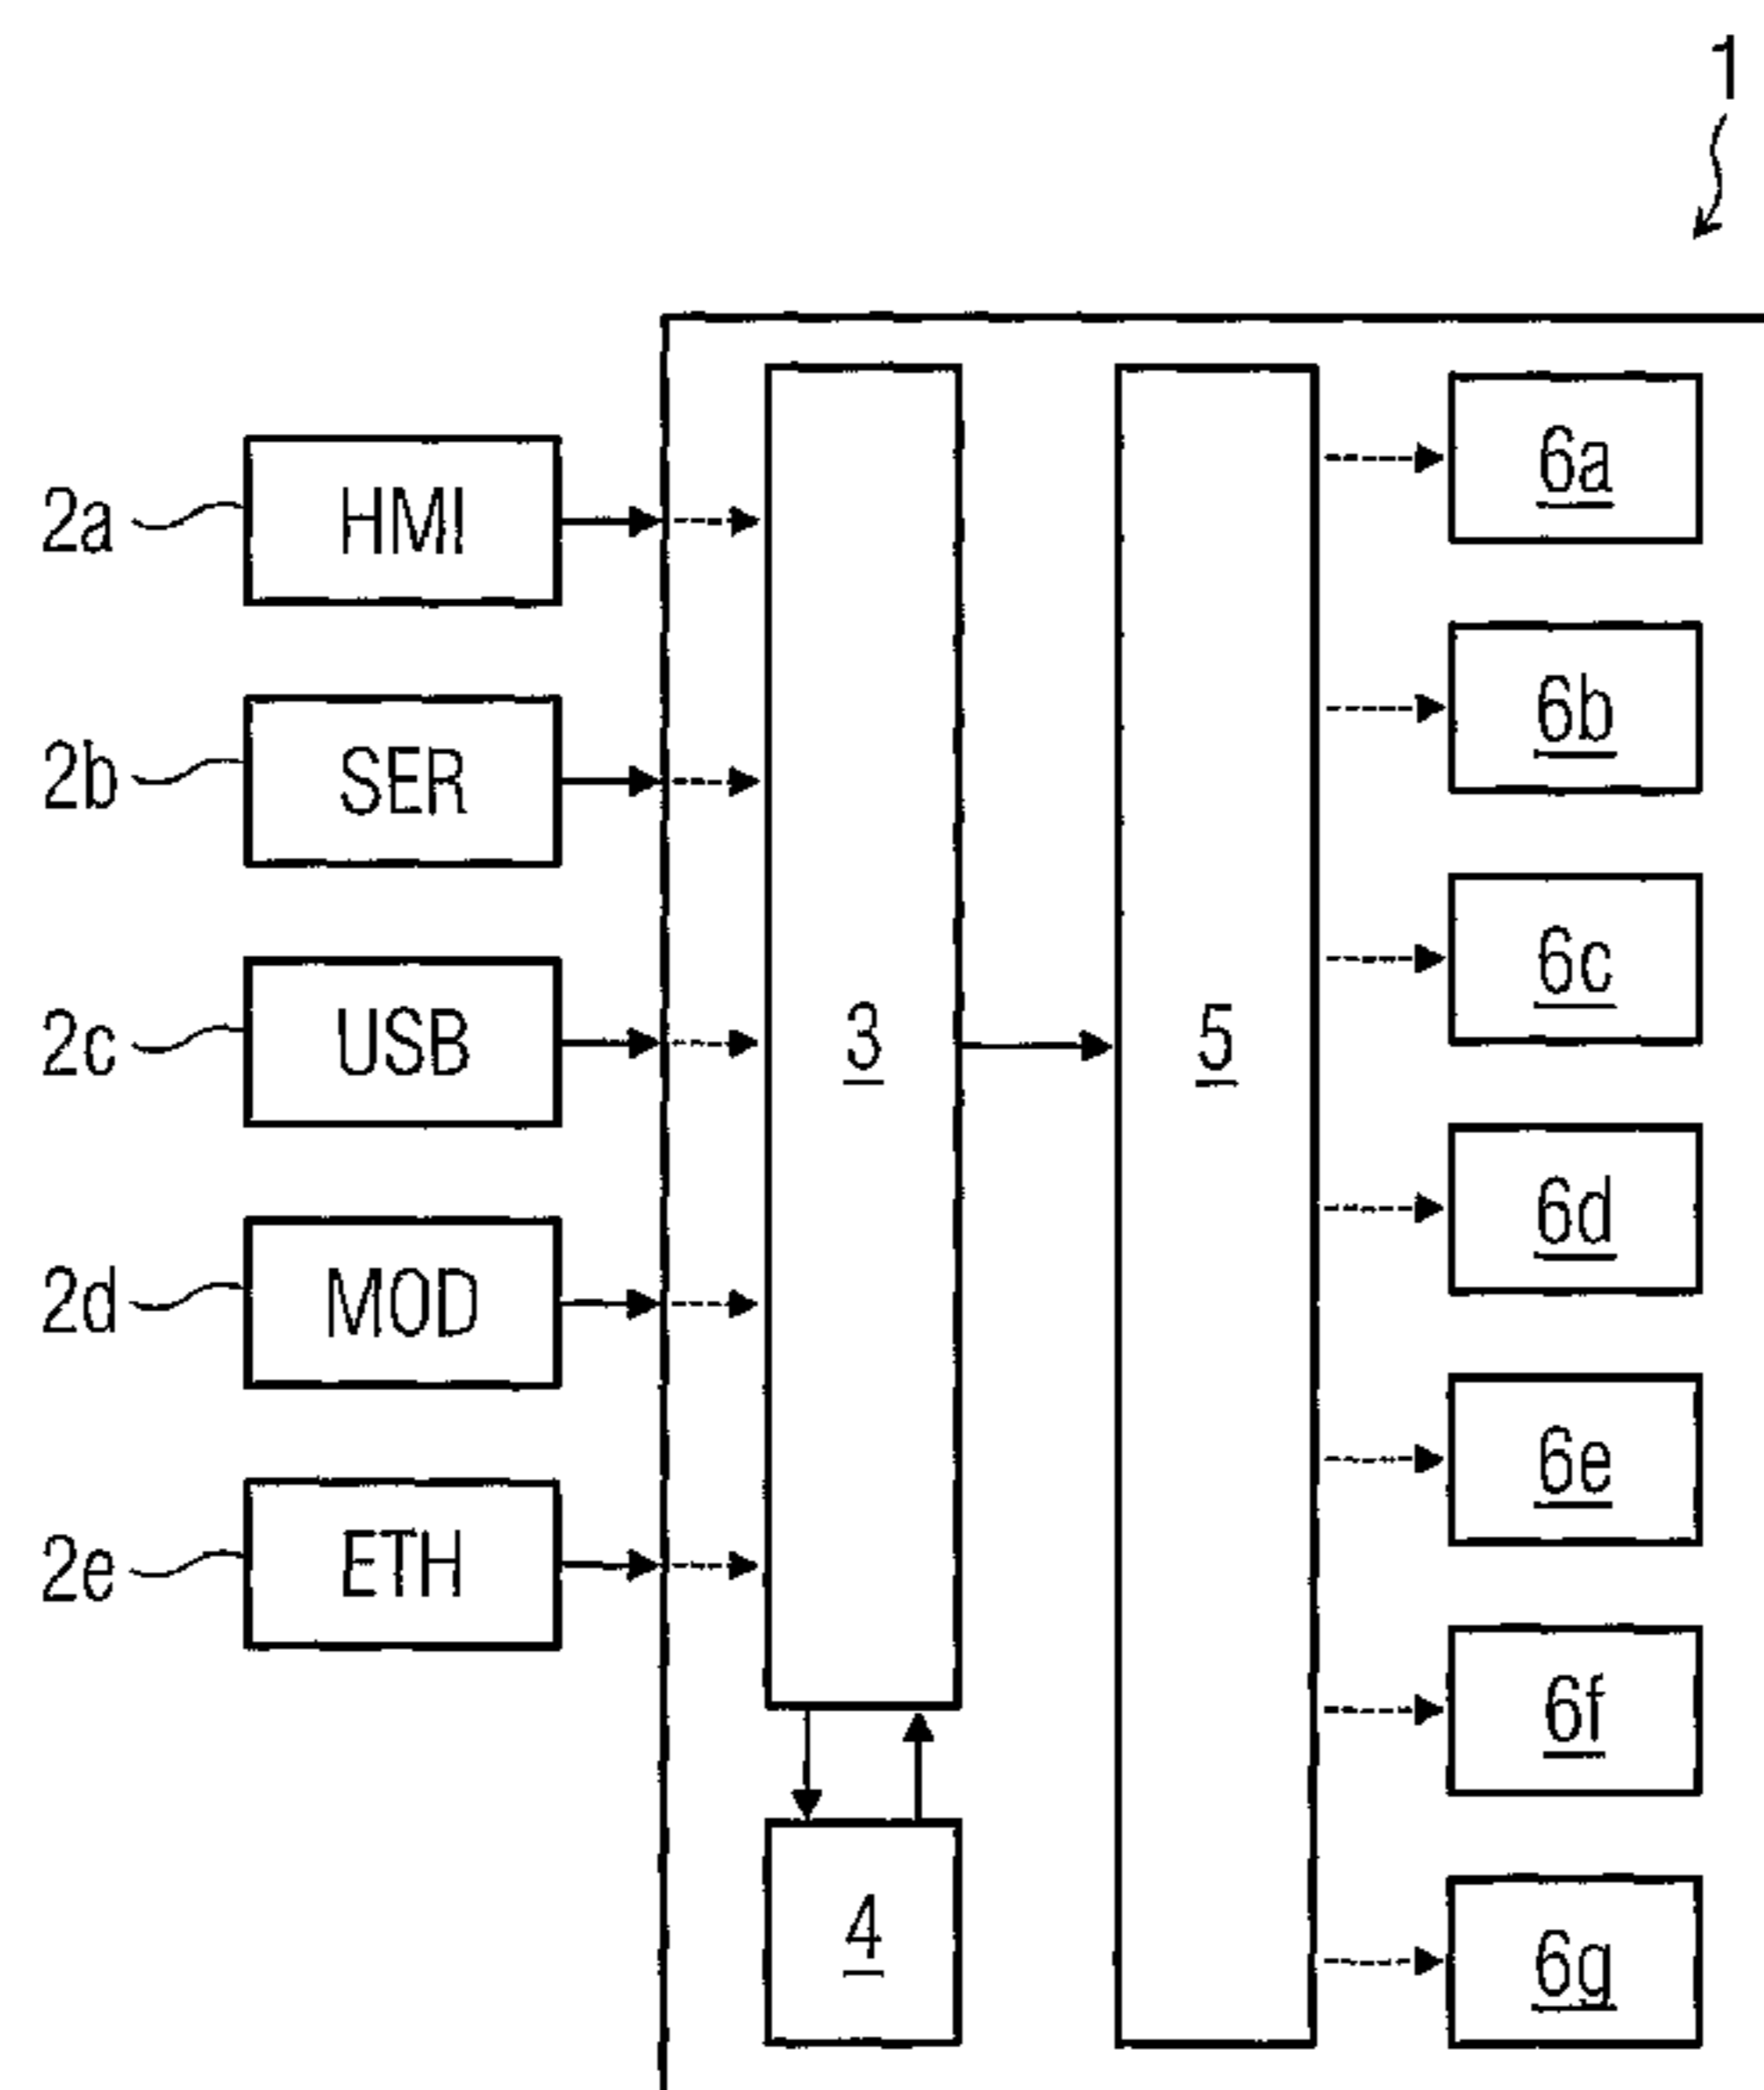 1
2a HMI 6a
2b SER 6b
2c USB 3 5 6c
2d MOD 6d
2e ETH 6e
6f
4 6g